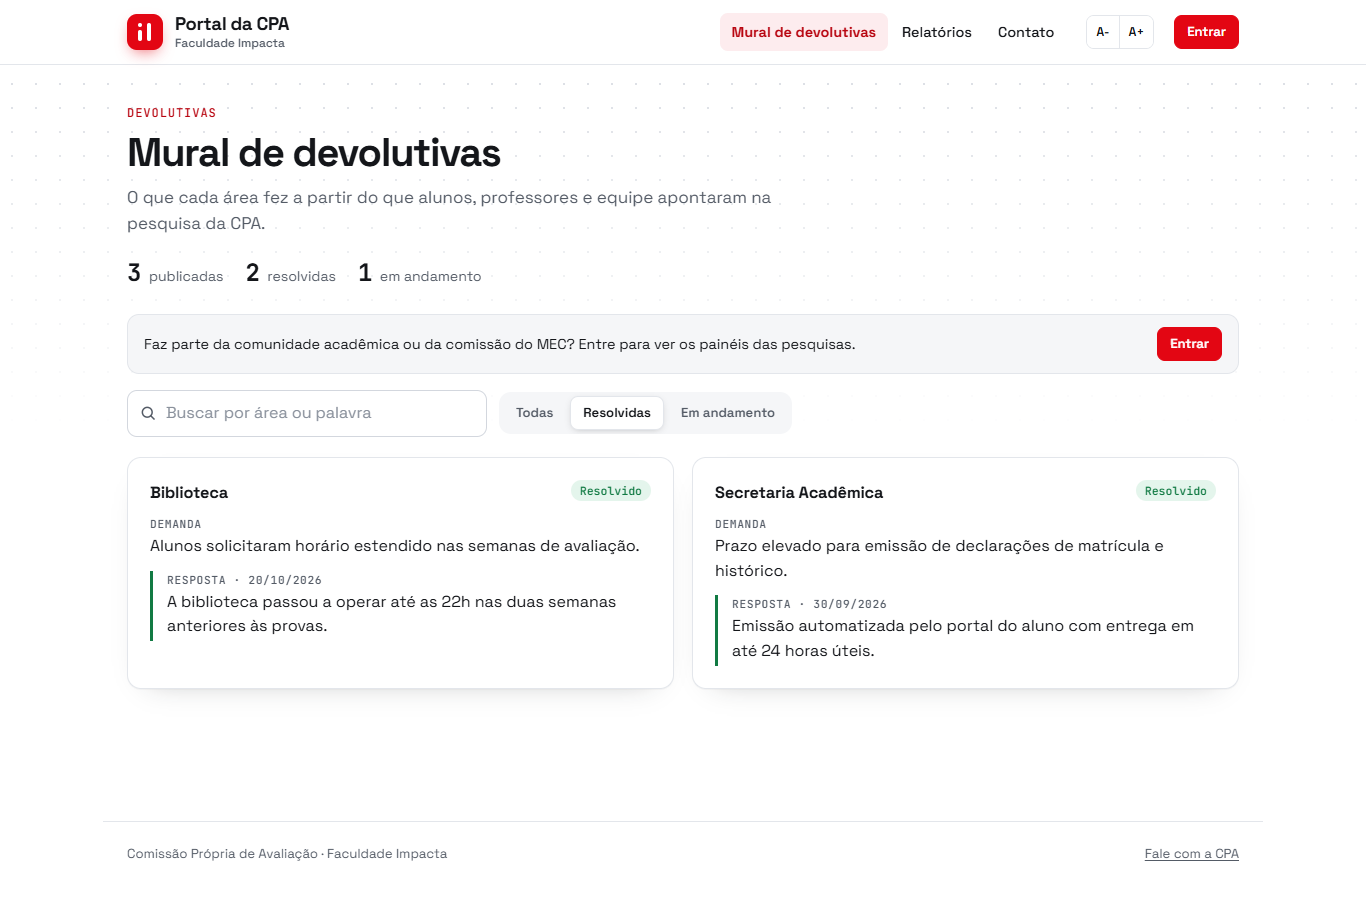 Portal da CPA
Faculdade Impacta
Mural de devolutivas
Relatórios
Contato
A-
A+
Entrar
DEVOLUTIVAS
Mural de devolutivas
O que cada área fez a partir do que alunos, professores e equipe apontaram na
pesquisa da CPA.
3 publicadas 2 resolvidas 1 em andamento
Faz parte da comunidade acadêmica ou da comissão do MEC? Entre para ver os painéis das pesquisas.
Entrar
Buscar por área ou palavra
Todas
Resolvidas
Em andamento
Biblioteca
Resolvido
DEMANDA
Alunos solicitaram horário estendido nas semanas de avaliação.
RESPOSTA · 20/10/2026
A biblioteca passou a operar até as 22h nas duas semanas
anteriores às provas.
Secretaria Acadêmica
Resolvido
DEMANDA
Prazo elevado para emissão de declarações de matrícula e
histórico.
RESPOSTA · 30/09/2026
Emissão automatizada pelo portal do aluno com entrega em
até 24 horas úteis.
Comissão Própria de Avaliação · Faculdade Impacta
Fale com a CPA